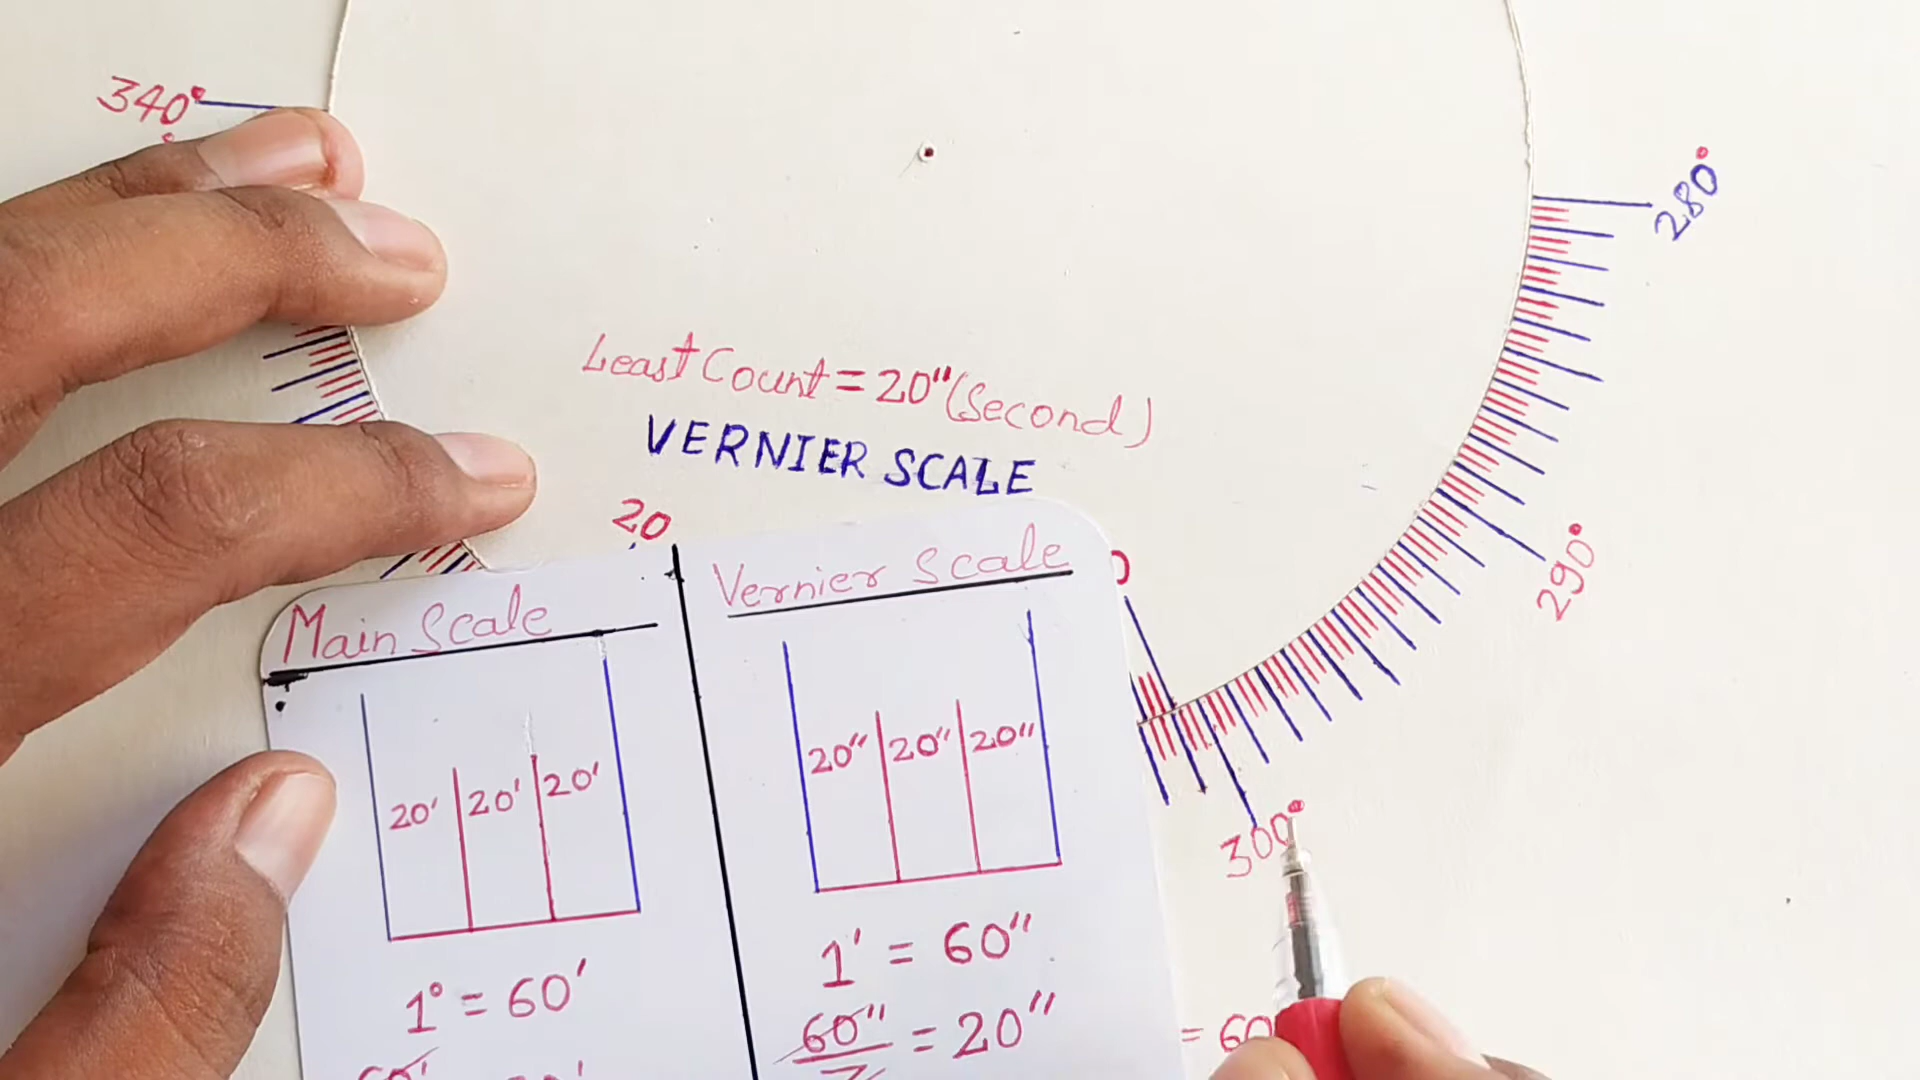 340°
280°
Least Count = 20" (Second)
VERNIER SCALE
20
290°
Main Scale
Vernier Scale
20' 20' 20'
20" 20" 20"
300°
1° = 60'
1' = 60"
60" = 20"
= 60